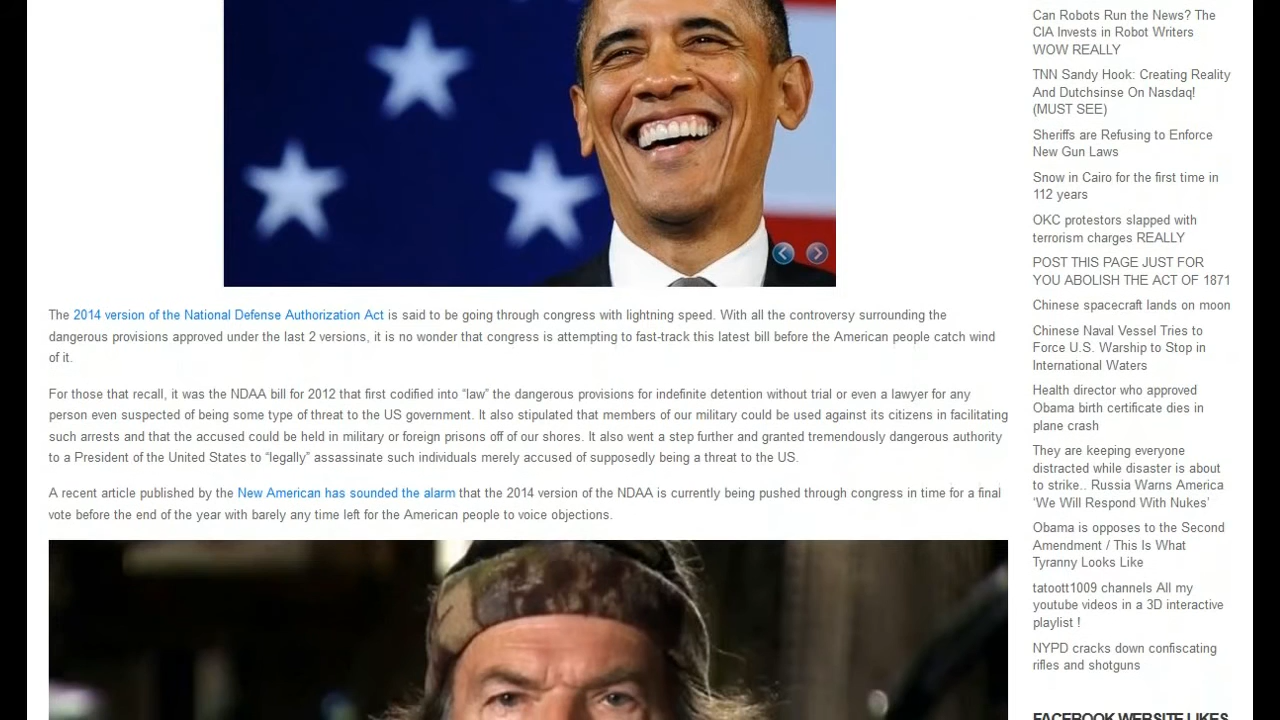 The 2014 version of the National Defense Authorization Act is said to be going through congress with lightning speed. With all the controversy surrounding the
dangerous provisions approved under the last 2 versions, it is no wonder that congress is attempting to fast-track this latest bill before the American people catch wind
of it.
For those that recall, it was the NDAA bill for 2012 that first codified into “law” the dangerous provisions for indefinite detention without trial or even a lawyer for any
person even suspected of being some type of threat to the US government. It also stipulated that members of our military could be used against its citizens in facilitating
such arrests and that the accused could be held in military or foreign prisons off of our shores. It also went a step further and granted tremendously dangerous authority
to a President of the United States to “legally” assassinate such individuals merely accused of supposedly being a threat to the US.
A recent article published by the New American has sounded the alarm that the 2014 version of the NDAA is currently being pushed through congress in time for a final
vote before the end of the year with barely any time left for the American people to voice objections.
Can Robots Run the News? The
CIA Invests in Robot Writers
WOW REALLY
TNN Sandy Hook: Creating Reality
And Dutchsinse On Nasdaq!
(MUST SEE)
Sheriffs are Refusing to Enforce
New Gun Laws
Snow in Cairo for the first time in
112 years
OKC protestors slapped with
terrorism charges REALLY
POST THIS PAGE JUST FOR
YOU ABOLISH THE ACT OF 1871
Chinese spacecraft lands on moon
Chinese Naval Vessel Tries to
Force U.S. Warship to Stop in
International Waters
Health director who approved
Obama birth certificate dies in
plane crash
They are keeping everyone
distracted while disaster is about
to strike.. Russia Warns America
‘We Will Respond With Nukes’
Obama is opposes to the Second
Amendment / This Is What
Tyranny Looks Like
tatoott1009 channels All my
youtube videos in a 3D interactive
playlist !
NYPD cracks down confiscating
rifles and shotguns
FACEBOOK WEBSITE LIKES